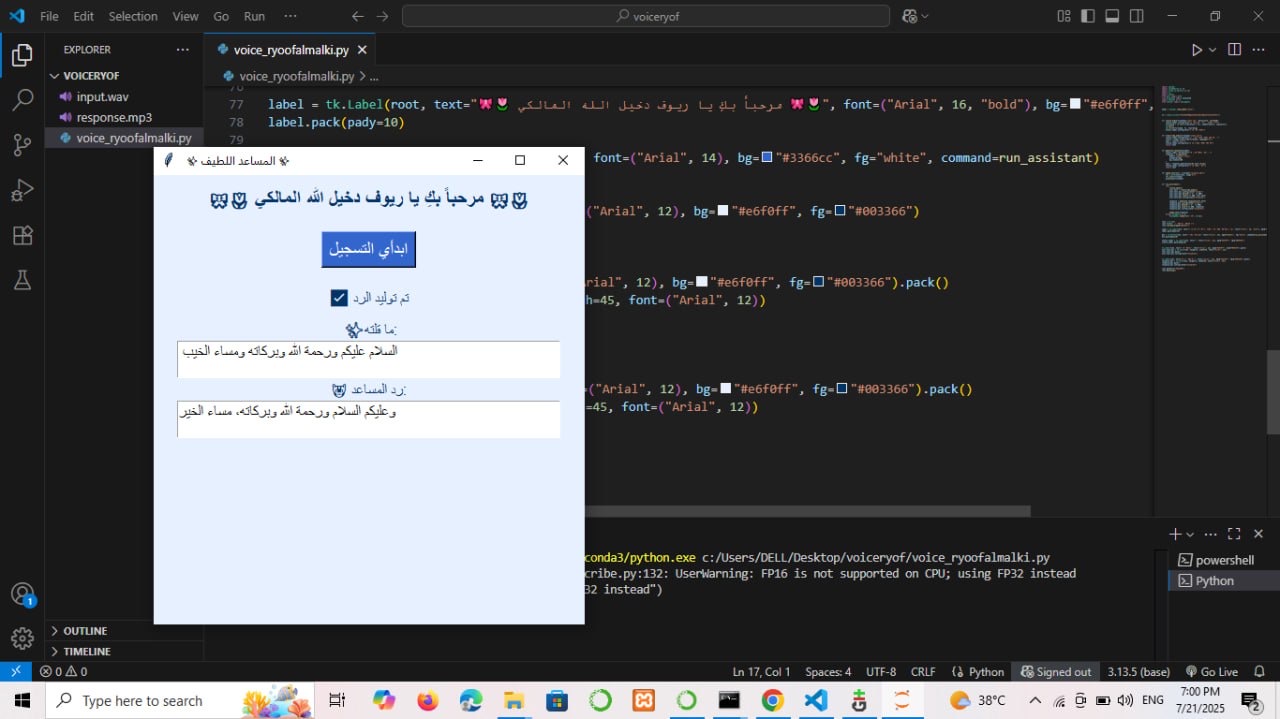 File Edit Selection View Go Run ··· voiceryof
EXPLORER ···
voice_ryoofalmalki.py
VOICERYOF
voice_ryoofalmalki.py > ...
input.wav
response.mp3
voice_ryoofalmalki.py
77 label = tk.Label(root, text="🎀🌷 مرحباً بكِ يا ريوف دخيل الله المالكي 🎀🌷", font=("Arial", 16, "bold"), bg="#e6f0ff",
78 label.pack(pady=10)
79
font=("Arial", 14), bg="#3366cc", fg="white", command=run_assistant)
("Arial", 12), bg="#e6f0ff", fg="#003366")
rial", 12), bg="#e6f0ff", fg="#003366").pack()
h=45, font=("Arial", 12))
=("Arial", 12), bg="#e6f0ff", fg="#003366").pack()
=45, font=("Arial", 12))
✨ المساعد اللطيف ✨
🎀🌷 مرحباً بكِ يا ريوف دخيل الله المالكي 🎀🌷
ابدأي التسجيل
تم توليد الرد
ما قلته:
السلام عليكم ورحمة الله وبركاته ومساء الخيب
رد المساعد:
وعليكم السلام ورحمة الله وبركاته، مساء الخير
conda3/python.exe c:/Users/DELL/Desktop/voiceryof/voice_ryoofalmalki.py
cribe.py:132: UserWarning: FP16 is not supported on CPU; using FP32 instead
32 instead")
powershell
Python
OUTLINE
TIMELINE
0 0 Ln 17, Col 1 Spaces: 4 UTF-8 CRLF Python Signed out 3.13.5 (base) Go Live
1
Type here to search
38°C
ENG
7:00 PM
7/21/2025
2